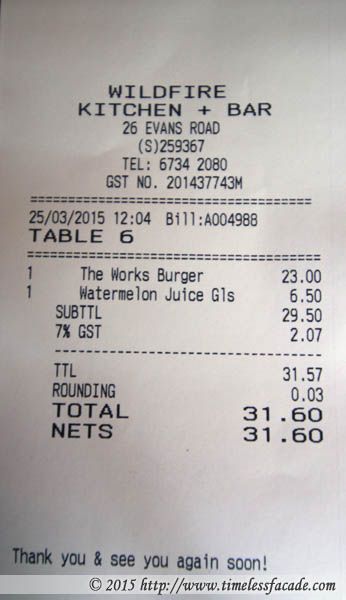 WILDFIRE
KITCHEN + BAR
26 EVANS ROAD
(S)259367
TEL: 6734 2080
GST NO. 201437743M
25/03/2015 12:04 Bill:A004988
TABLE 6
1 The Works Burger 23.00
1 Watermelon Juice Gls 6.50
SUBTTL 29.50
7% GST 2.07
TTL 31.57
ROUNDING 0.03
TOTAL 31.60
NETS 31.60
Thank you & see you again soon!
© 2015 http://www.timelessfacade.com